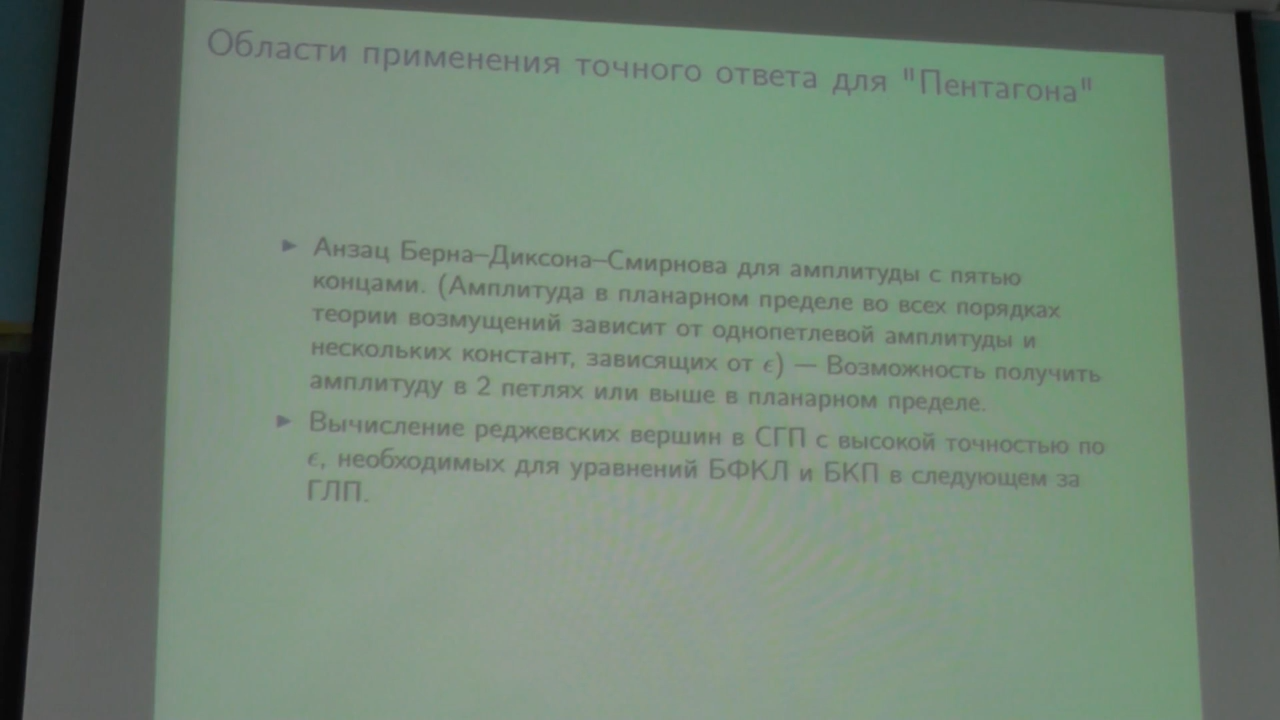 Области применения точного ответа для "Пентагона"
▶ Анзац Берна–Диксона–Смирнова для амплитуды с пятью
концами. (Амплитуда в планарном пределе во всех порядках
теории возмущений зависит от однопетлевой амплитуды и
нескольких констант, зависящих от ϵ) — Возможность получить
амплитуду в 2 петлях или выше в планарном пределе.
▶ Вычисление реджевских вершин в СГП с высокой точностью по
ϵ, необходимых для уравнений БФКЛ и БКП в следующем за
ГЛП.